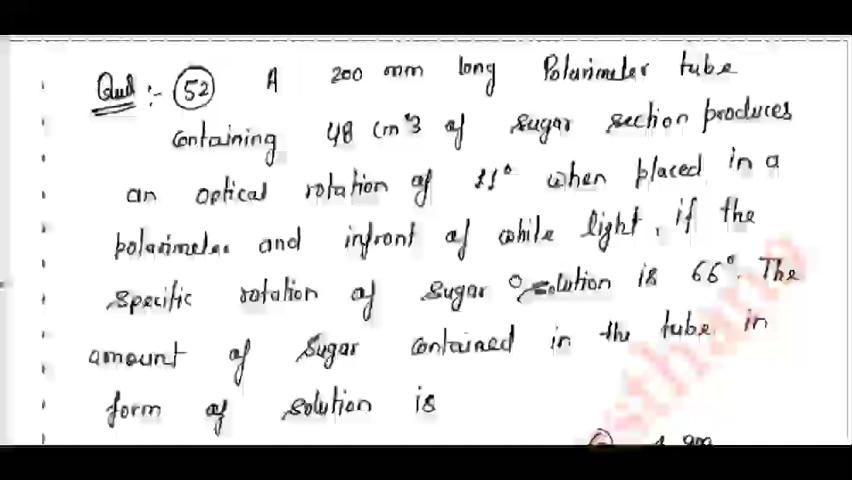 Que :- (52) A 200 mm long Polarimeter tube
containing 48 cm^3 of sugar section produces
an optical rotation of 11° when placed in a
polarimeter and infront of while light, if the
specific rotation of sugar solution is 66°. The
amount of sugar contained in the tube in
form of solution is